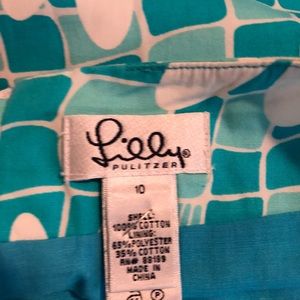 Lilly®
PULITZER
10
SHELL:
100% COTTON
LINING:
65% POLYESTER
35% COTTON
RN# 88199
MADE IN
CHINA
P